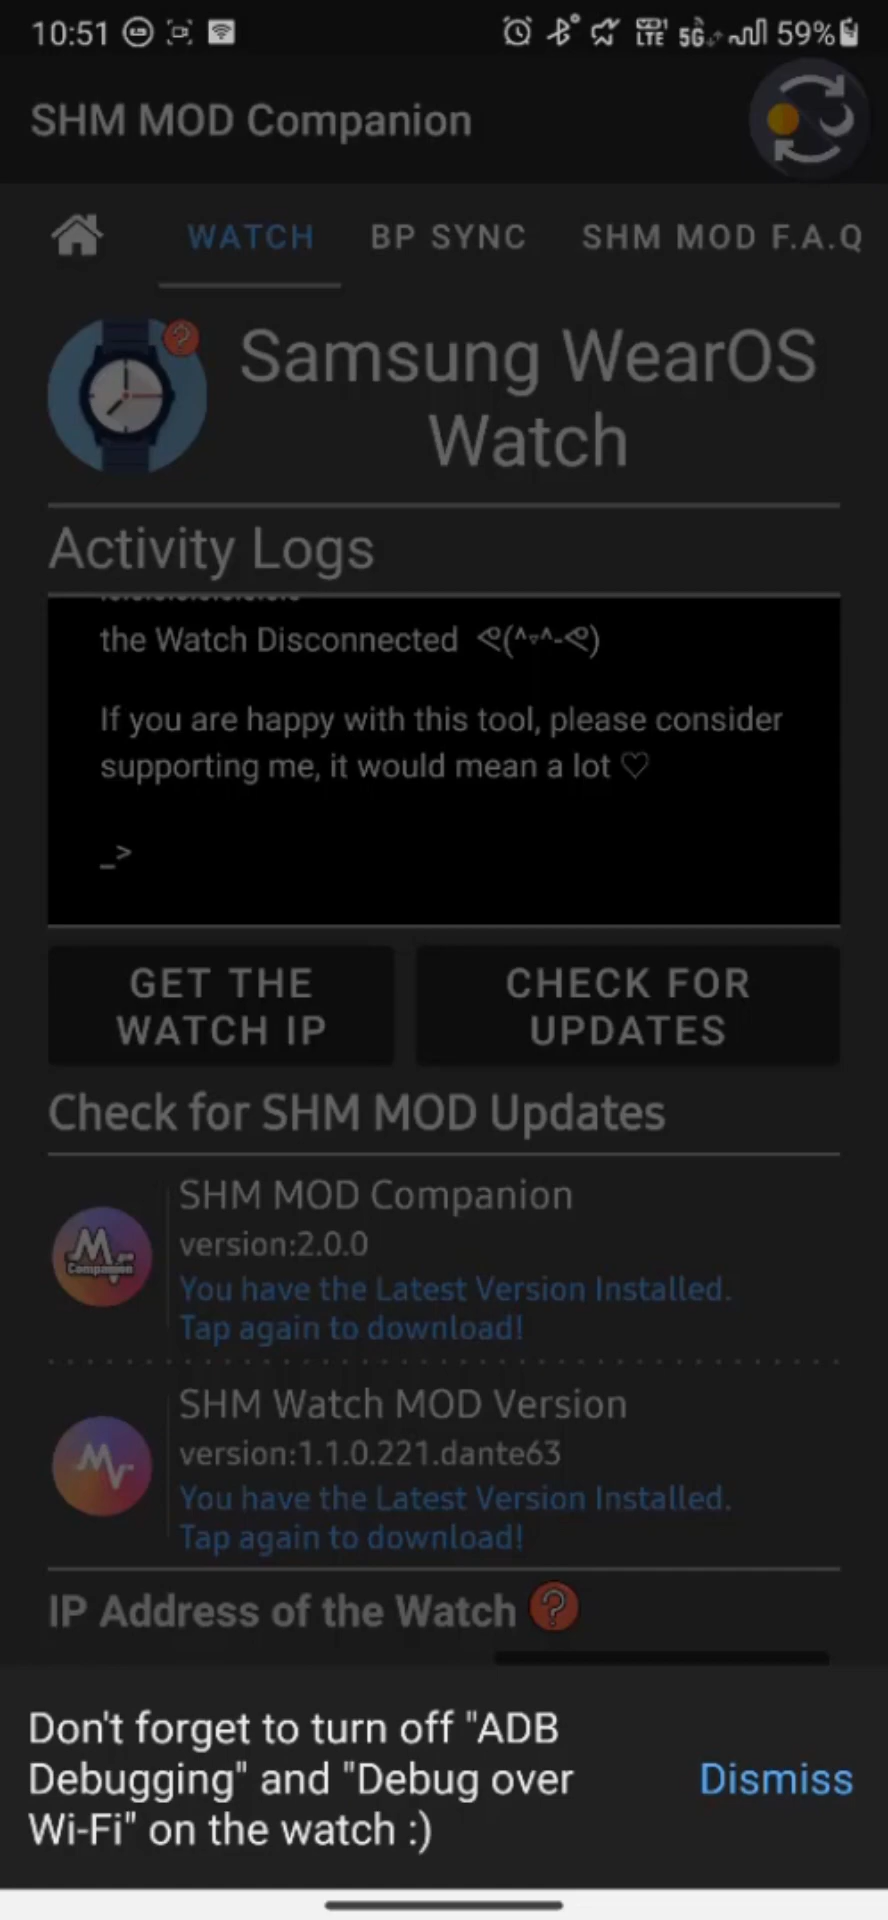 10:51
VO 1
LTE 5G 59%
SHM MOD Companion
WATCH BP SYNC SHM MOD F.A.Q
?
Samsung WearOS
Watch
Activity Logs
the Watch Disconnected ᕙ(^▿^-ᕙ)
If you are happy with this tool, please consider
supporting me, it would mean a lot ♡
_>
GET THE
WATCH IP
CHECK FOR
UPDATES
Check for SHM MOD Updates
SHM MOD Companion
version:2.0.0
You have the Latest Version Installed.
Tap again to download!
M
Companion
SHM Watch MOD Version
version:1.1.0.221.dante63
You have the Latest Version Installed.
Tap again to download!
IP Address of the Watch ?
Don't forget to turn off "ADB
Debugging" and "Debug over
Wi-Fi" on the watch :)
Dismiss